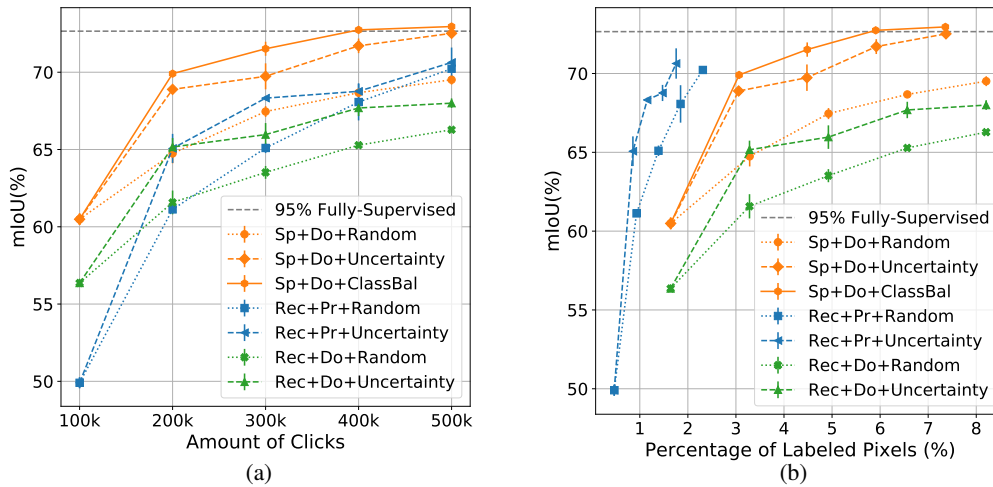 70
65
60
55
50
mIoU(%)
95% Fully-Supervised
Sp+Do+Random
Sp+Do+Uncertainty
Sp+Do+ClassBal
Rec+Pr+Random
Rec+Pr+Uncertainty
Rec+Do+Random
Rec+Do+Uncertainty
100k 200k 300k 400k 500k
Amount of Clicks
(a)
70
65
60
55
50
mIoU(%)
95% Fully-Supervised
Sp+Do+Random
Sp+Do+Uncertainty
Sp+Do+ClassBal
Rec+Pr+Random
Rec+Pr+Uncertainty
Rec+Do+Random
Rec+Do+Uncertainty
1 2 3 4 5 6 7 8
Percentage of Labeled Pixels (%)
(b)